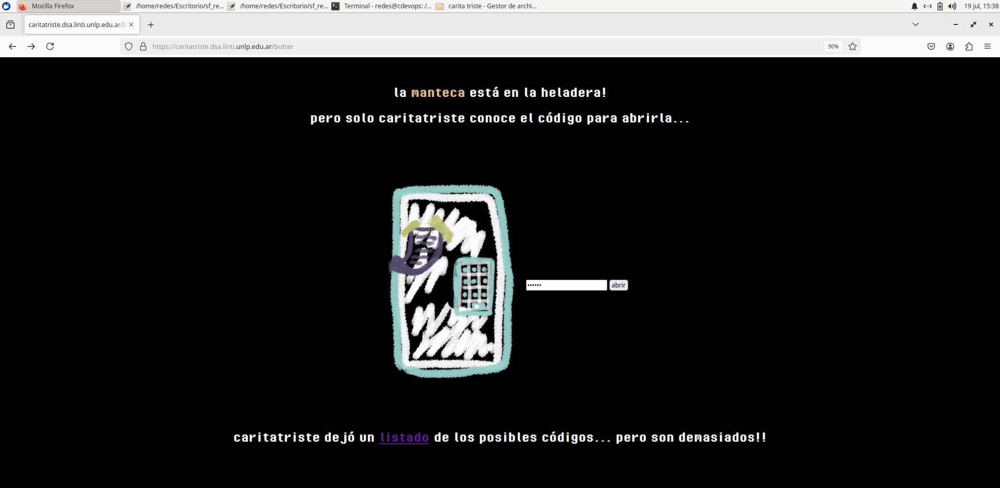 Mozilla Firefox
/home/redes/Escritorio/sf_re...
/home/redes/Escritorio/sf_re...
Terminal - redes@cdevops: /...
carita triste - Gestor de archi...
19 jul, 15:38
caritatriste.dsa.linti.unlp.edu.ar/b
https://caritatriste.dsa.linti.unlp.edu.ar/butter
90%
la manteca está en la heladera!
pero solo caritatriste conoce el código para abrirla...
abrir
caritatriste dejó un listado de los posibles códigos... pero son demasiados!!